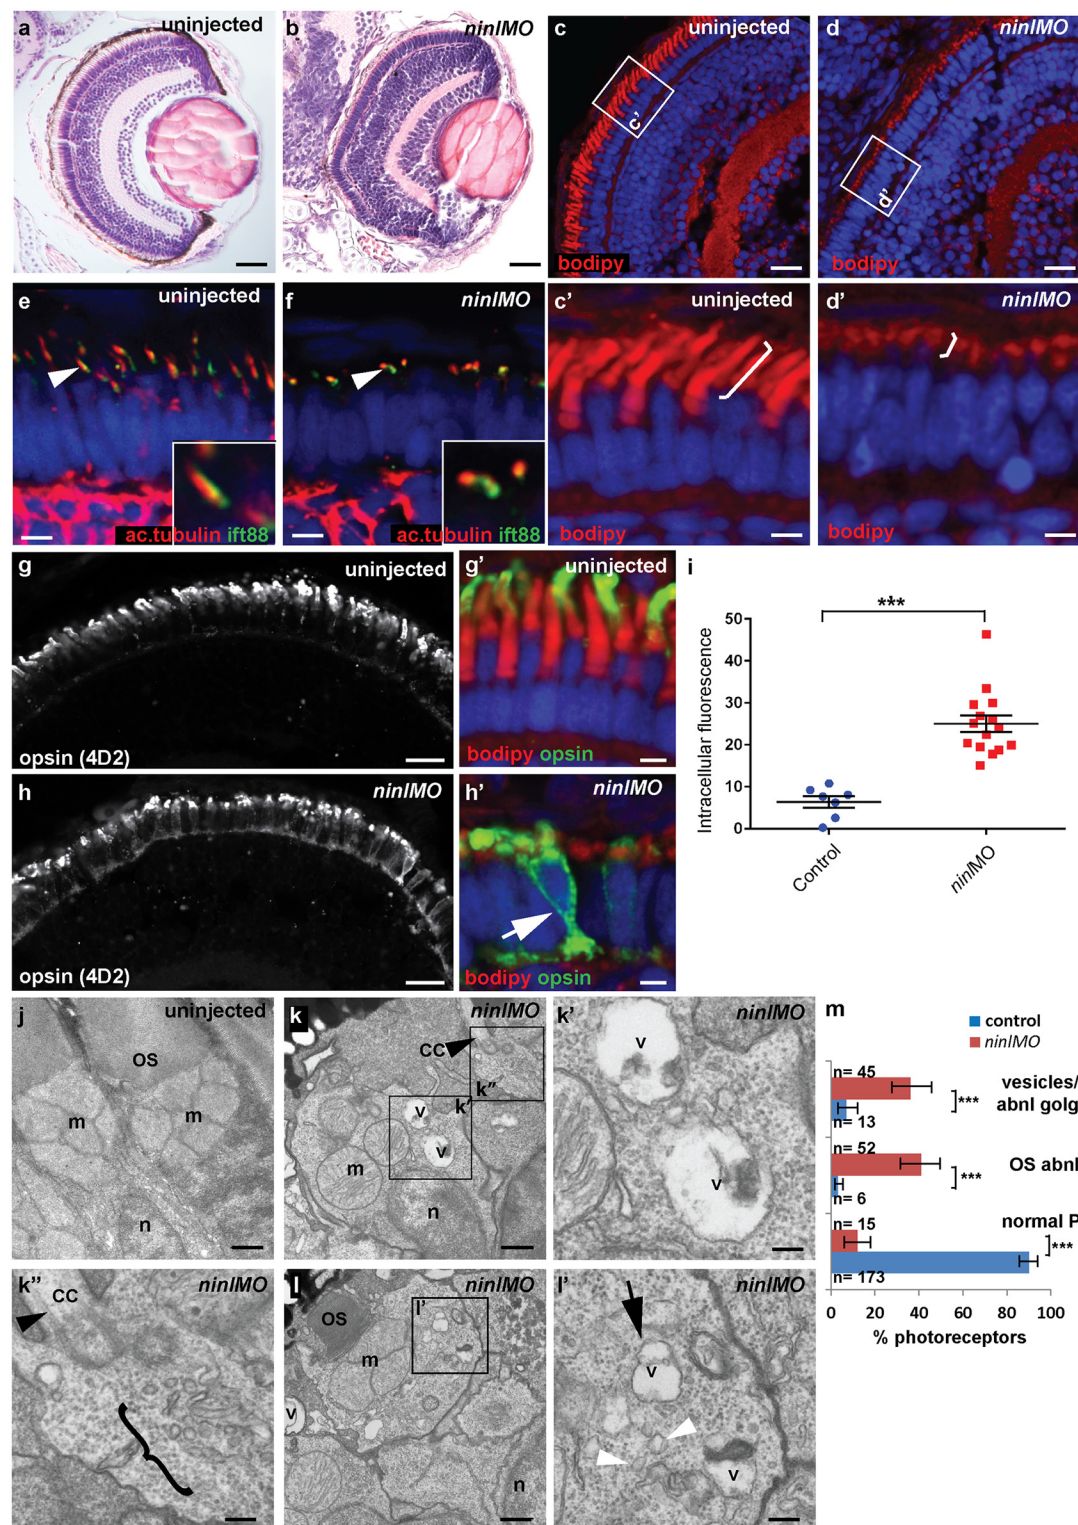 a uninjected
b ninlMO
c uninjected
c’
bodipy
d ninlMO
d’
bodipy
e uninjected
ac.tubulin ift88
f ninlMO
ac.tubulin ift88
c’ uninjected
bodipy
d’ ninlMO
bodipy
g uninjected
opsin (4D2)
g’ uninjected
bodipy opsin
h ninlMO
opsin (4D2)
h’ ninlMO
bodipy opsin
i
***
Intracellular fluorescence
50
40
30
20
10
0
Control
ninlMO
j uninjected
OS
m
m
n
k ninlMO
CC
k’’
k’
v
v
m
n
k’ ninlMO
v
v
m
control
ninlMO
n= 45
vesicles/
abnl golg
***
n= 13
n= 52
OS abnl
***
n= 6
n= 15
normal P
***
n= 173
0 20 40 60 80 100
% photoreceptors
k’’ ninlMO
CC
l ninlMO
OS
l’
m
v
n
l’ ninlMO
v
v